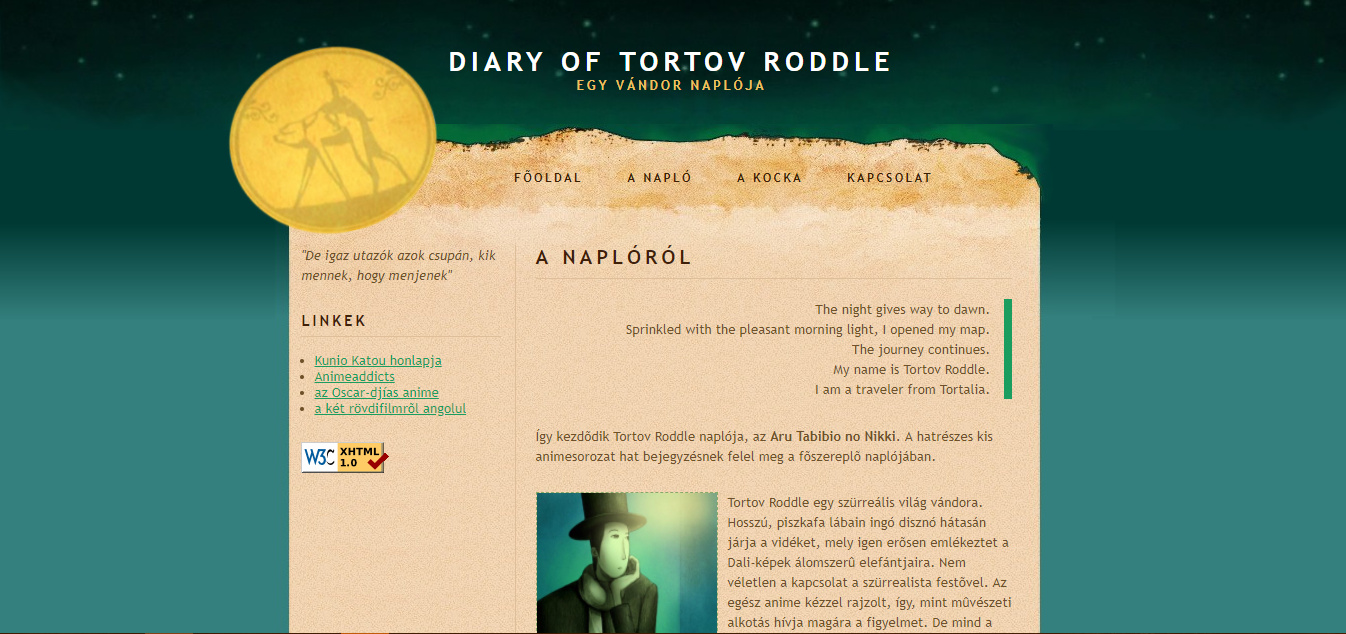 DIARY OF TORTOV RODDLE
EGY VÁNDOR NAPLÓJA
FÕOLDAL
A NAPLÓ
A KOCKA
KAPCSOLAT
"De igaz utazók azok csupán, kik
mennek, hogy menjenek"
LINKEK
Kunio Katou honlapja
Animeaddicts
az Oscar-díjas anime
a két rövdifilmrõl angolul
W3C XHTML
1.0
A NAPLÓRÓL
The night gives way to dawn.
Sprinkled with the pleasant morning light, I opened my map.
The journey continues.
My name is Tortov Roddle.
I am a traveler from Tortalia.
Így kezdõdik Tortov Roddle naplója, az Aru Tabibio no Nikki. A hatrészes kis
animesorozat hat bejegyzésnek felel meg a fõszereplõ naplójában.
Tortov Roddle egy szürreális világ vándora.
Hosszú, piszkafa lábain ingó disznó hátasán
járja a vidéket, mely igen erõsen emlékeztet a
Dali-képek álomszerû elefántjaira. Nem
véletlen a kapcsolat a szürrealista festõvel. Az
egész anime kézzel rajzolt, így, mint mûvészeti
alkotás hívja magára a figyelmet. De mind a